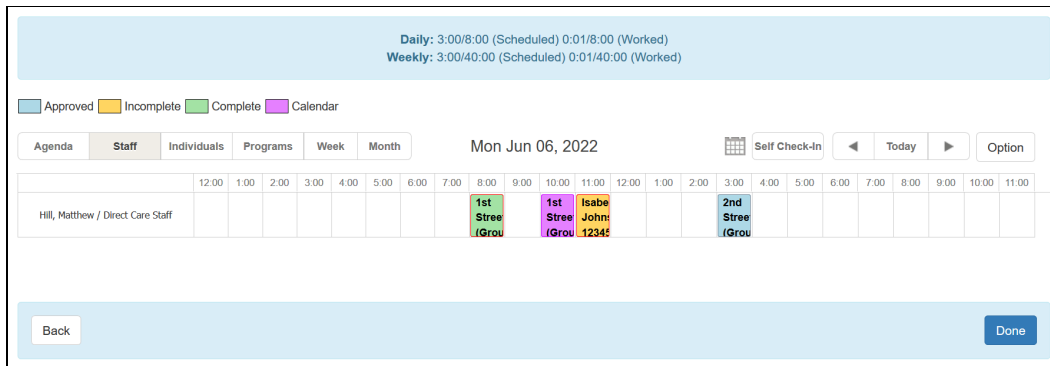 Daily: 3:00/8:00 (Scheduled) 0:01/8:00 (Worked)
Weekly: 3:00/40:00 (Scheduled) 0:01/40:00 (Worked)
Approved Incomplete Complete Calendar
Agenda Staff Individuals Programs Week Month Mon Jun 06, 2022 Self Check-In Today Option
12:00 1:00 2:00 3:00 4:00 5:00 6:00 7:00 8:00 9:00 10:00 11:00 12:00 1:00 2:00 3:00 4:00 5:00 6:00 7:00 8:00 9:00 10:00 11:00
Hill, Matthew / Direct Care Staff
1st
Stree
(Grou
1st
Stree
(Grou
Isabe
Johns
12345
2nd
Stree
(Grou
Back Done